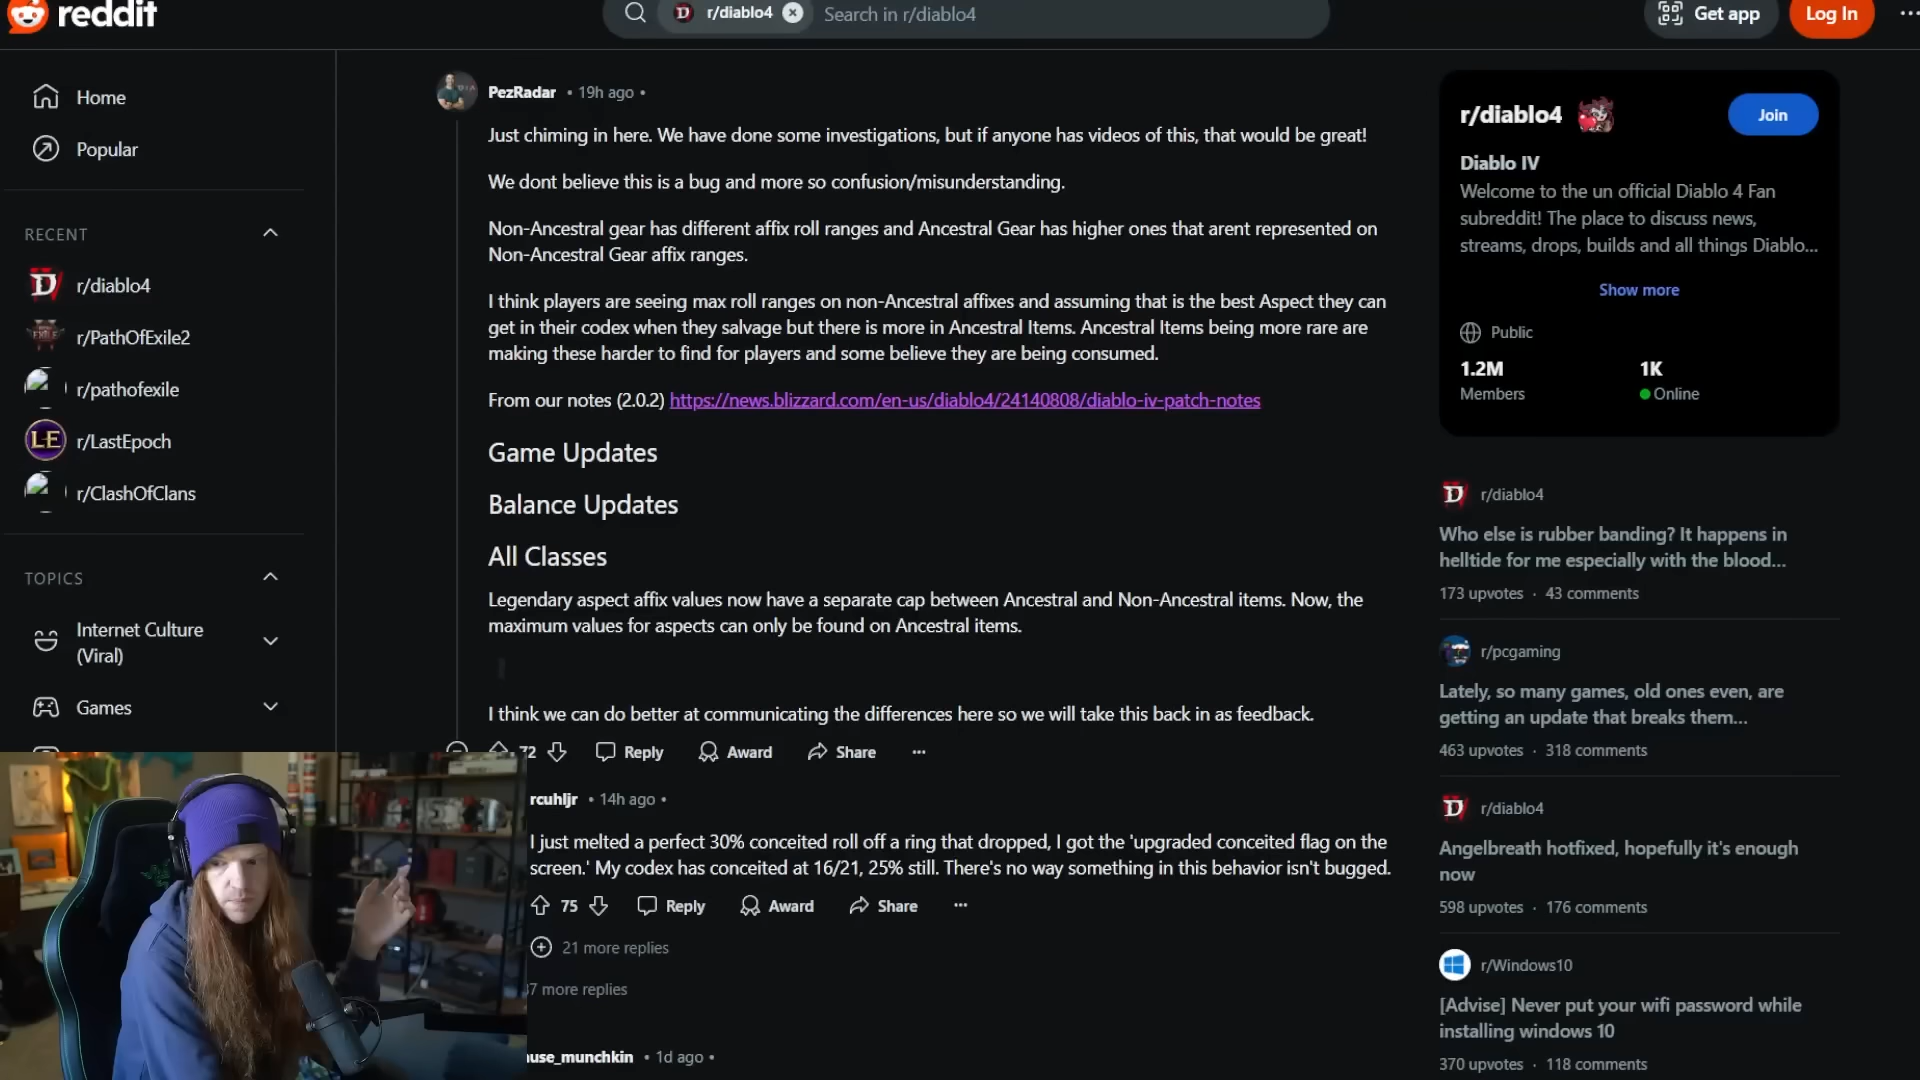 reddit
r/diablo4
Search in r/diablo4
Get app
Log In
Home
Popular
RECENT
r/diablo4
r/PathOfExile2
r/pathofexile
r/LastEpoch
r/ClashOfClans
TOPICS
Internet Culture
(Viral)
Games
PezRadar • 19h ago •
Just chiming in here. We have done some investigations, but if anyone has videos of this, that would be great!
We dont believe this is a bug and more so confusion/misunderstanding.
Non-Ancestral gear has different affix roll ranges and Ancestral Gear has higher ones that arent represented on
Non-Ancestral Gear affix ranges.
I think players are seeing max roll ranges on non-Ancestral affixes and assuming that is the best Aspect they can
get in their codex when they salvage but there is more in Ancestral Items. Ancestral Items being more rare are
making these harder to find for players and some believe they are being consumed.
From our notes (2.0.2) https://news.blizzard.com/en-us/diablo4/24140808/diablo-iv-patch-notes
Game Updates
Balance Updates
All Classes
Legendary aspect affix values now have a separate cap between Ancestral and Non-Ancestral items. Now, the
maximum values for aspects can only be found on Ancestral items.
I think we can do better at communicating the differences here so we will take this back in as feedback.
72 Reply Award Share
rcuhljr • 14h ago •
I just melted a perfect 30% conceited roll off a ring that dropped, I got the 'upgraded conceited flag on the
screen.' My codex has conceited at 16/21, 25% still. There's no way something in this behavior isn't bugged.
75 Reply Award Share
21 more replies
37 more replies
use_munchkin • 1d ago •
r/diablo4
Join
Diablo IV
Welcome to the un official Diablo 4 Fan
subreddit! The place to discuss news,
streams, drops, builds and all things Diablo...
Show more
Public
1.2M 1K
Members Online
r/diablo4
Who else is rubber banding? It happens in
helltide for me especially with the blood...
173 upvotes · 43 comments
r/pcgaming
Lately, so many games, old ones even, are
getting an update that breaks them...
463 upvotes · 318 comments
r/diablo4
Angelbreath hotfixed, hopefully it's enough
now
598 upvotes · 176 comments
r/Windows10
[Advise] Never put your wifi password while
installing windows 10
370 upvotes · 118 comments